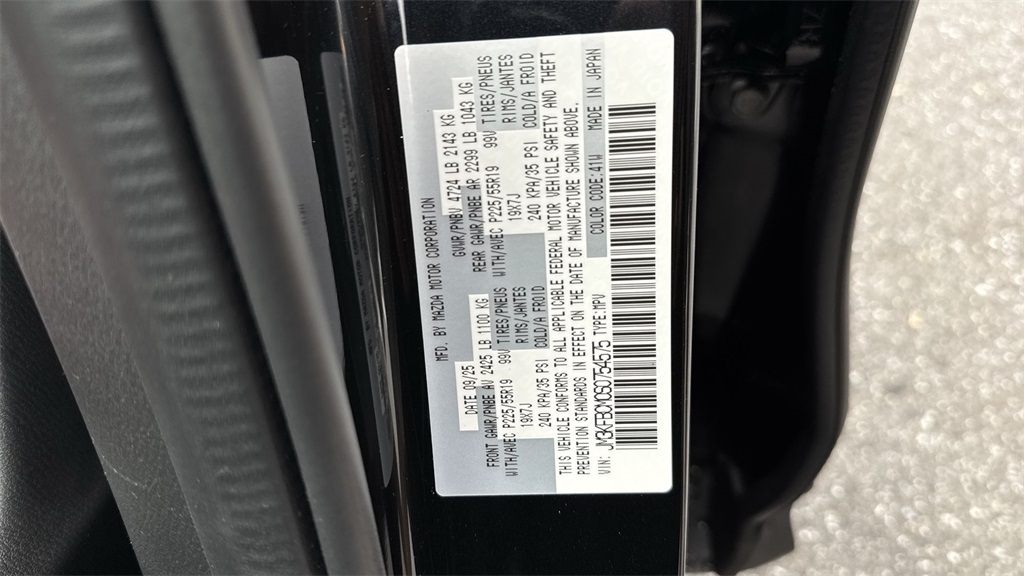 MFD. BY MAZDA MOTOR CORPORATION
DATE 09/25 GVWR/PNBV 4724 LB 2143 KG
FRONT GAWR/PNBE AV 2425 LB 1100 KG REAR GAWR/PNBE AR 2299 LB 1043 KG
WITH/AVEC P225/55R19 99V TIRES/PNEUS WITH/AVEC P225/55R19 99V TIRES/PNEUS
19X7J RIMS/JANTES 19X7J RIMS/JANTES
240 KPA/35 PSI COLD/A FROID 240 KPA/35 PSI COLD/A FROID
THIS VEHICLE CONFORMS TO ALL APPLICABLE FEDERAL MOTOR VEHICLE SAFETY AND THEFT
PREVENTION STANDARDS IN EFFECT ON THE DATE OF MANUFACTURE SHOWN ABOVE.
COLOR CODE:41W MADE IN JAPAN
VIN: JM3KFBCM0S0754575 TYPE:MPV